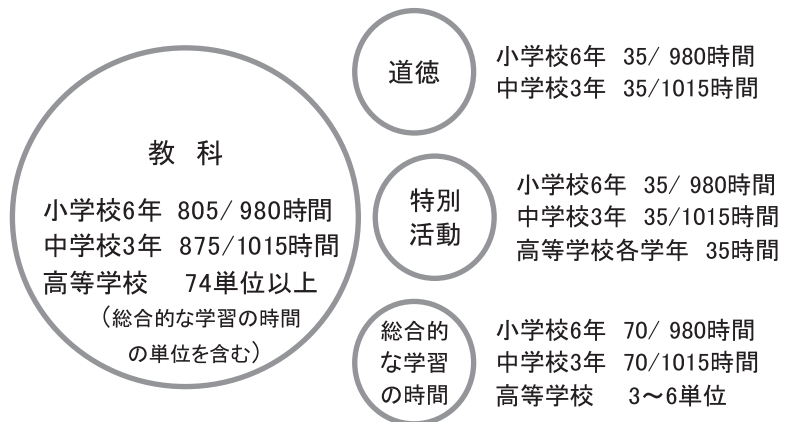 教 科
小学校6年 805/ 980時間
中学校3年 875/1015時間
高等学校 74単位以上
（総合的な学習の時間
の単位を含む）
道徳
小学校6年 35/ 980時間
中学校3年 35/1015時間
特別
活動
小学校6年 35/ 980時間
中学校3年 35/1015時間
高等学校各学年 35時間
総合的
な学習
の時間
小学校6年 70/ 980時間
中学校3年 70/1015時間
高等学校 3～6単位